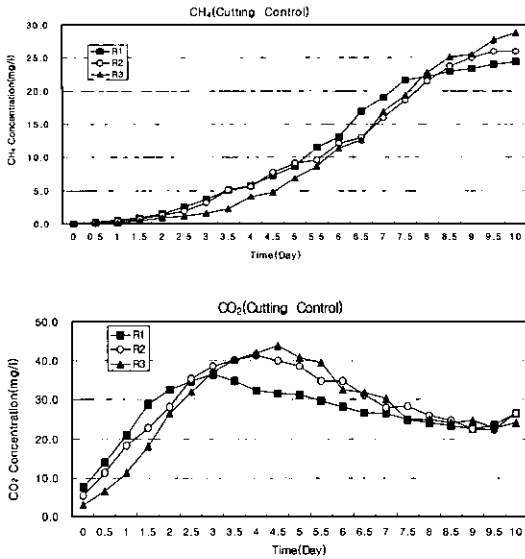 CH₄(Cutting Control)
R1
R2
R3
CH₄ Concentration(mg/l)
30.0
25.0
20.0
15.0
10.0
5.0
0.0
0 0.5 1 1.5 2 2.5 3 3.5 4 4.5 5 5.5 6 6.5 7 7.5 8 8.5 9 9.5 10
Time(Day)
CO₂(Cutting Control)
R1
R2
R3
CO₂ Concentration(mg/l)
50.0
40.0
30.0
20.0
10.0
0.0
0 0.5 1 1.5 2 2.5 3 3.5 4 4.5 5 5.5 6 6.5 7 7.5 8 8.5 9 9.5 10
Time(Day)